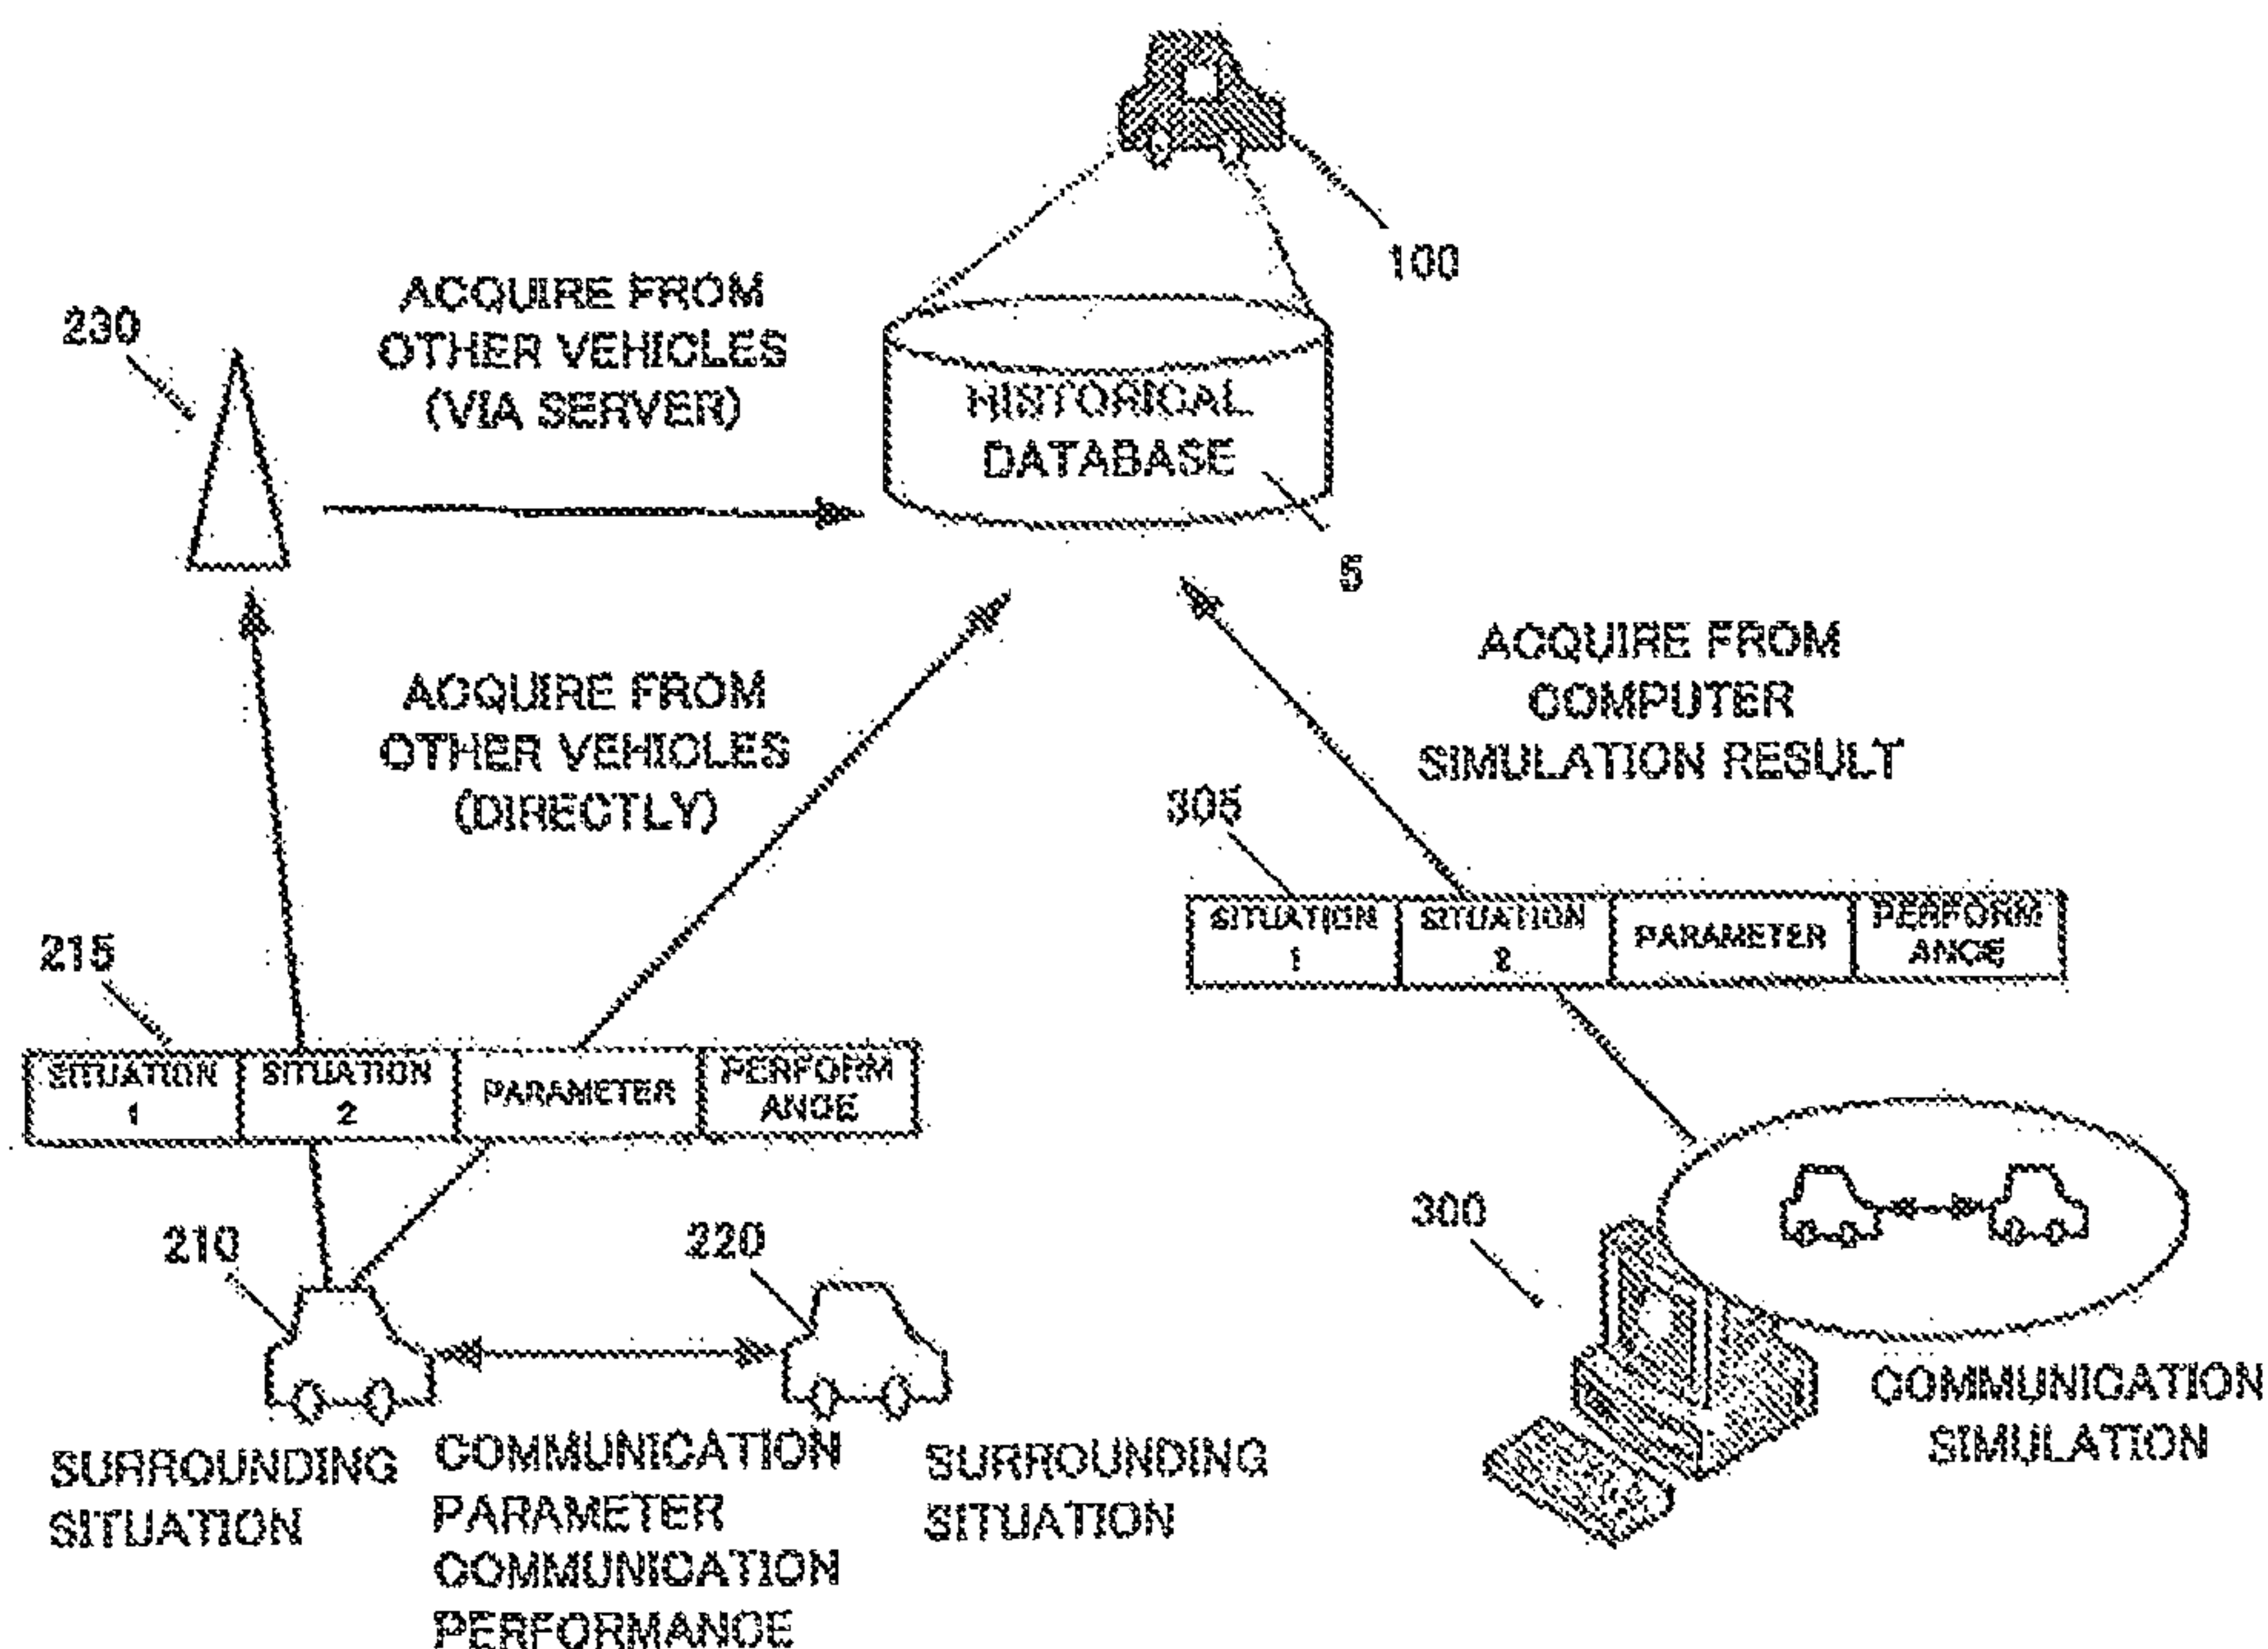 100
230
ACQUIRE FROM
OTHER VEHICLES
(VIA SERVER)
HISTORICAL
DATABASE
5
ACQUIRE FROM
OTHER VEHICLES
(DIRECTLY)
ACQUIRE FROM
COMPUTER
SIMULATION RESULT
305
SITUATION
1
SITUATION
2
PARAMETER
PERFORM
ANCE
215
SITUATION
1
SITUATION
2
PARAMETER
PERFORM
ANCE
210
220
300
SURROUNDING
SITUATION
COMMUNICATION
PARAMETER
COMMUNICATION
PERFORMANCE
SURROUNDING
SITUATION
COMMUNICATION
SIMULATION